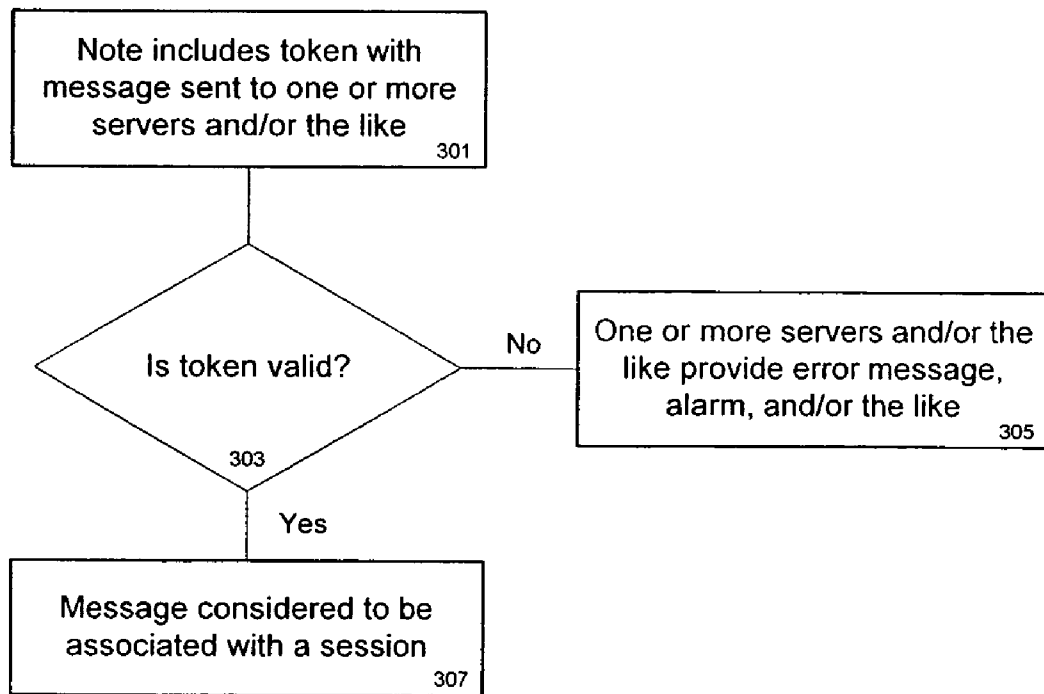 Note includes token with
message sent to one or more
servers and/or the like
301
Is token valid?
303
No
One or more servers and/or the
like provide error message,
alarm, and/or the like
305
Yes
Message considered to be
associated with a session
307